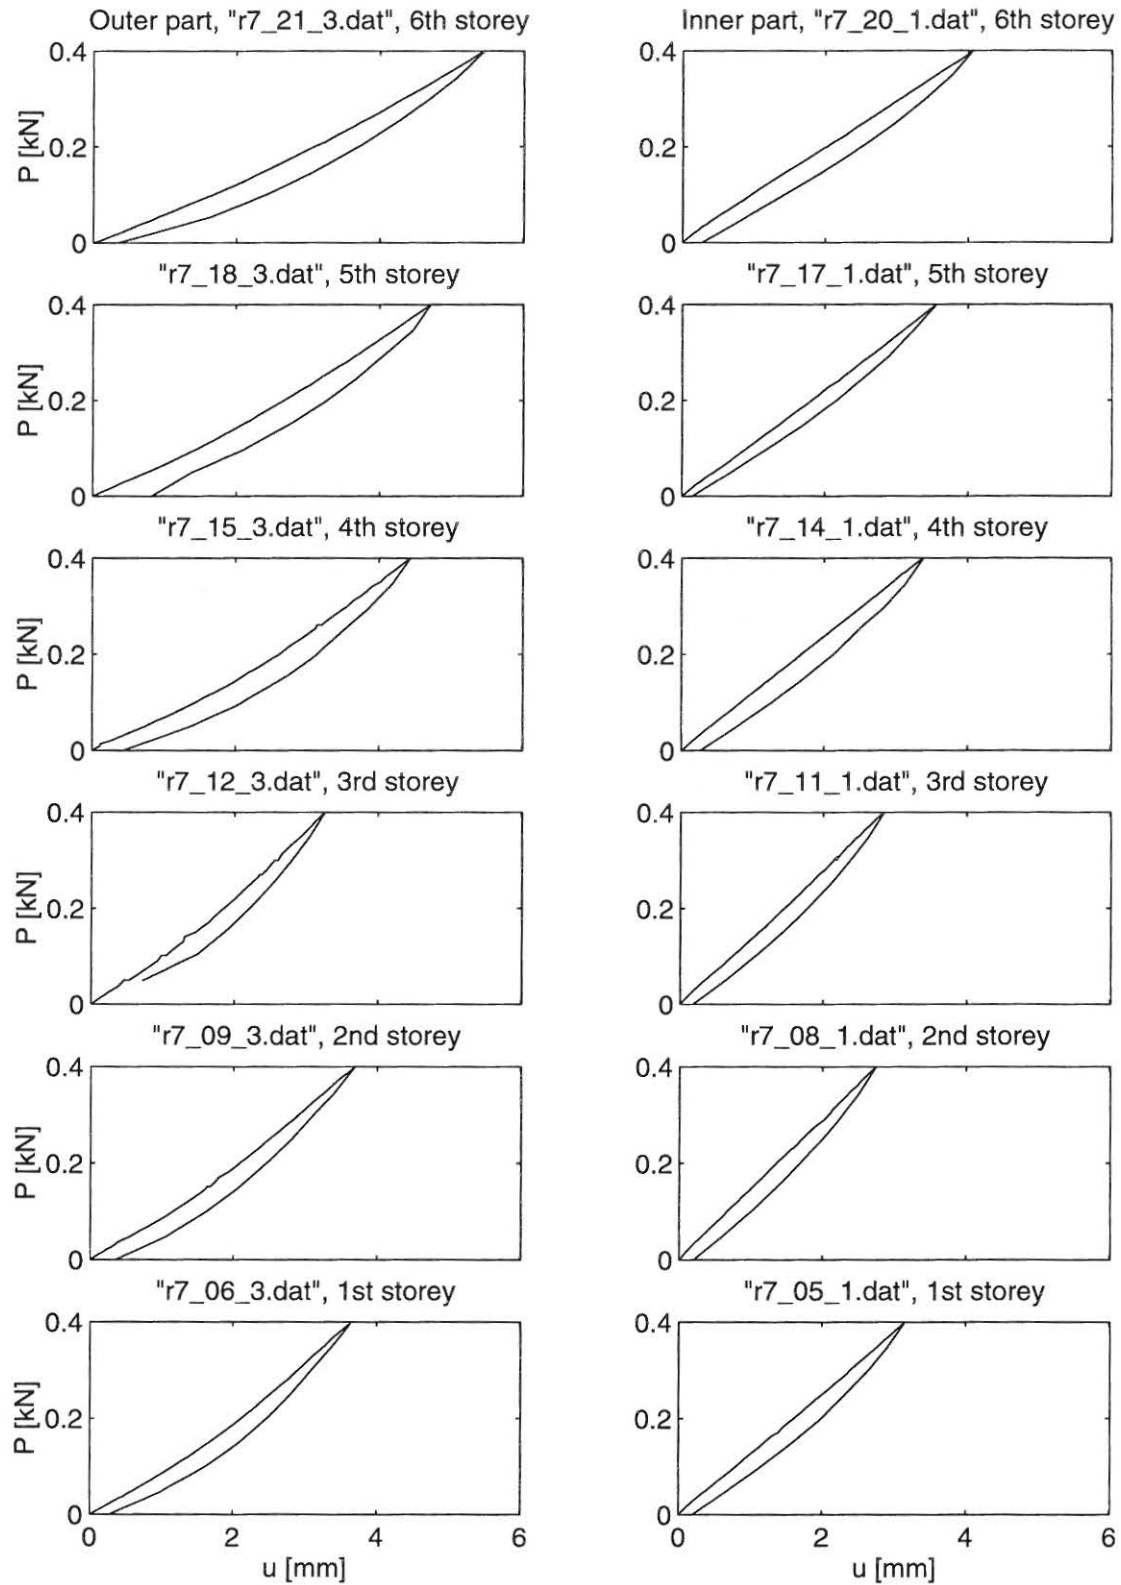 Outer part, "r7_21_3.dat", 6th storey
Inner part, "r7_20_1.dat", 6th storey
0.4
0.4
P [kN]
0.2
0.2
0
0
2
4
6
"r7_18_3.dat", 5th storey
"r7_17_1.dat", 5th storey
0.4
0.4
P [kN]
0.2
0.2
0
0
"r7_15_3.dat", 4th storey
"r7_14_1.dat", 4th storey
0.4
0.4
P [kN]
0.2
0.2
0
0
"r7_12_3.dat", 3rd storey
"r7_11_1.dat", 3rd storey
0.4
0.4
P [kN]
0.2
0.2
0
0
"r7_09_3.dat", 2nd storey
"r7_08_1.dat", 2nd storey
0.4
0.4
P [kN]
0.2
0.2
0
0
"r7_06_3.dat", 1st storey
"r7_05_1.dat", 1st storey
0.4
0.4
P [kN]
0.2
0.2
0
0
0 2 4 6
0 2 4 6
u [mm]
u [mm]